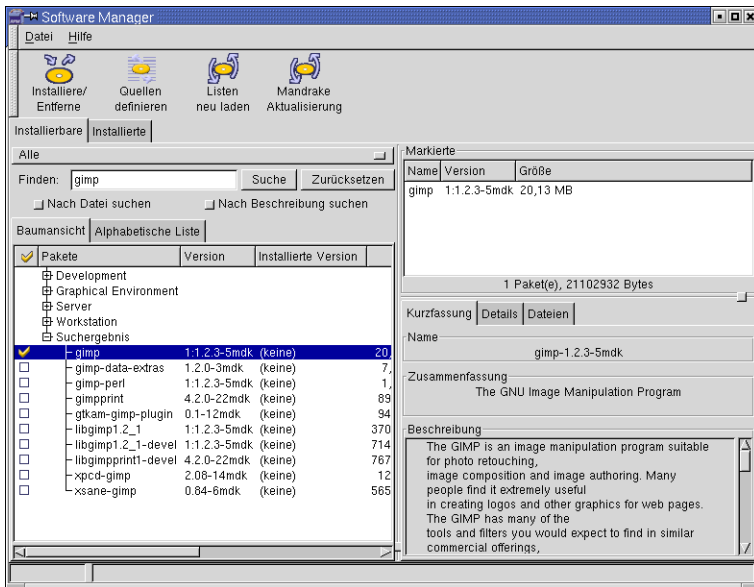 Software Manager
Datei Hilfe
Installiere/ Entferne
Quellen definieren
Listen neu laden
Mandrake Aktualisierung
Installierbare Installierte
Alle
Finden: gimp Suche Zurücksetzen
Nach Datei suchen Nach Beschreibung suchen
Baumansicht Alphabetische Liste
Pakete Version Installierte Version
Development
Graphical Environment
Server
Workstation
Suchergebnis
gimp 1:1.2.3-5mdk (keine) 20,
gimp-data-extras 1.2.0-3mdk (keine) 7,
gimp-perl 1:1.2.3-5mdk (keine) 1,
gimpprint 4.2.0-22mdk (keine) 89
gtkam-gimp-plugin 0.1-12mdk (keine) 94
libgimp1.2_1 1:1.2.3-5mdk (keine) 370
libgimp1.2_1-devel 1:1.2.3-5mdk (keine) 714
libgimpprint1-devel 4.2.0-22mdk (keine) 767
xpcd-gimp 2.08-14mdk (keine) 12
xsane-gimp 0.84-6mdk (keine) 565
Markierte
Name Version Größe
gimp 1:1.2.3-5mdk 20,13 MB
1 Paket(e), 21102932 Bytes
Kurzfassung Details Dateien
Name
gimp-1.2.3-5mdk
Zusammenfassung
The GNU Image Manipulation Program
Beschreibung
The GIMP is an image manipulation program suitable
for photo retouching,
image composition and image authoring. Many
people find it extremely useful
in creating logos and other graphics for web pages.
The GIMP has many of the
tools and filters you would expect to find in similar
commercial offerings,